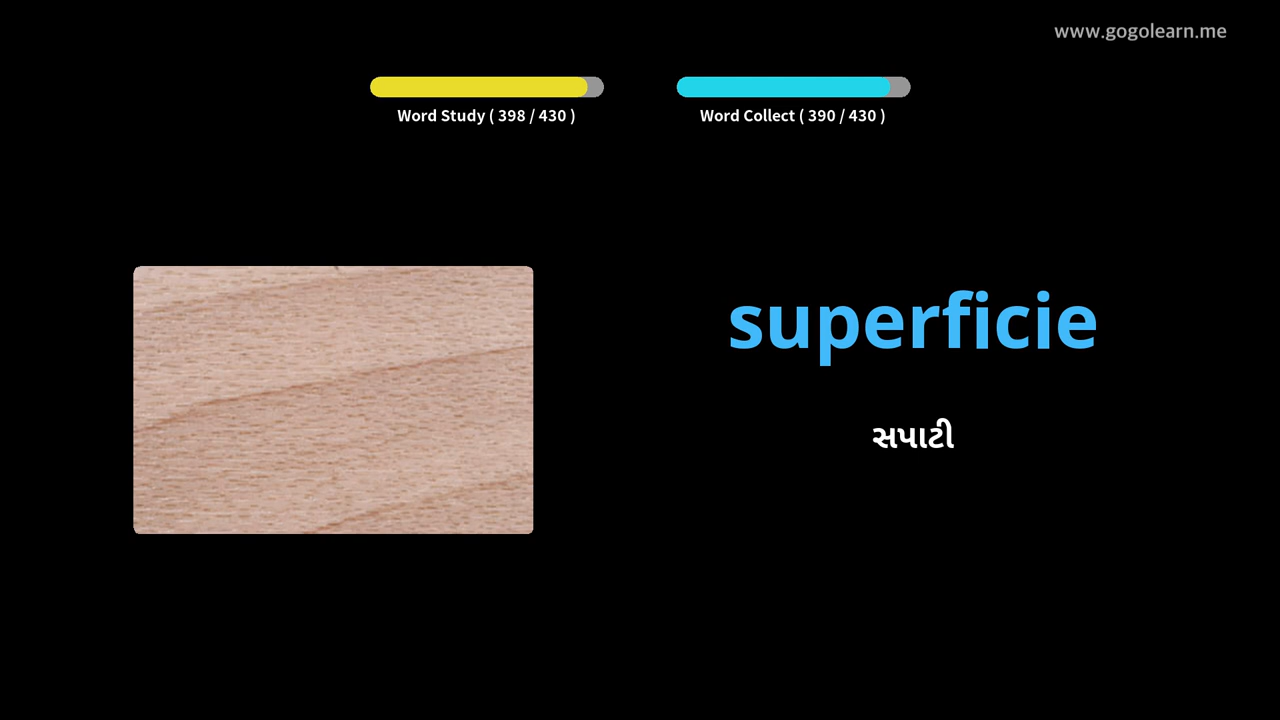 www.gogolearn.me
Word Study ( 398 / 430 )
Word Collect ( 390 / 430 )
superficie
સપાટી